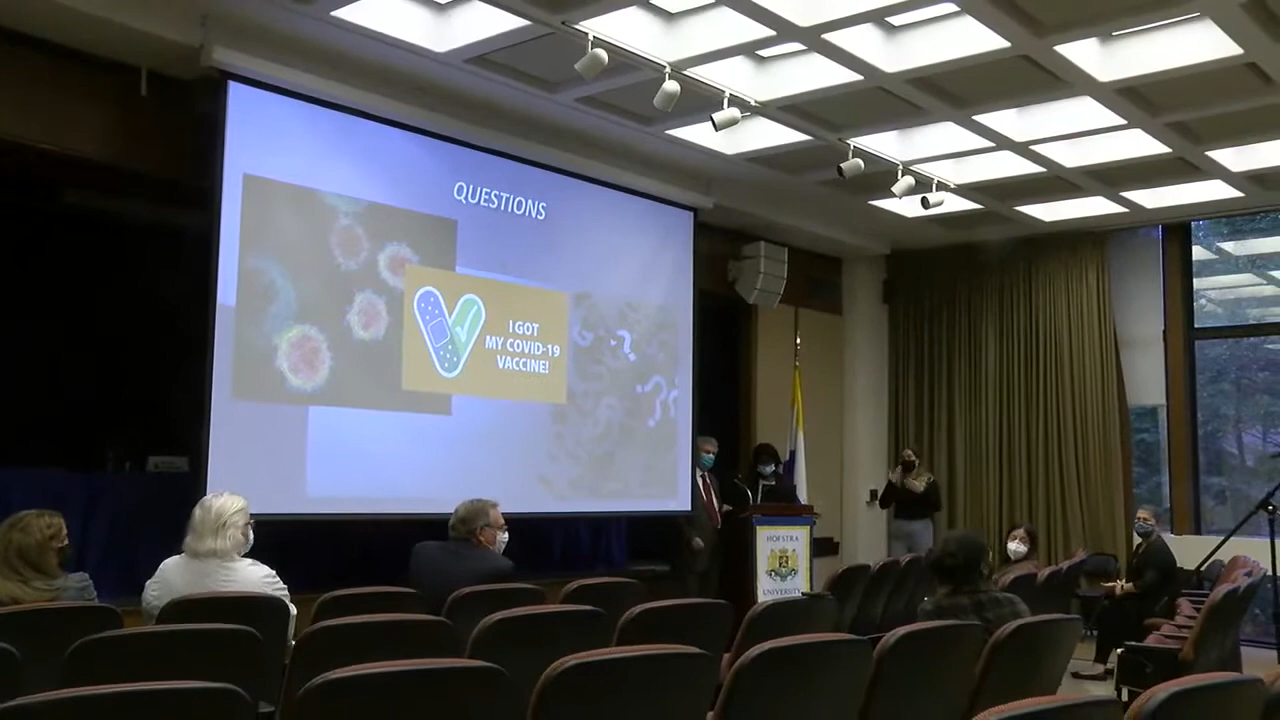 QUESTIONS
I GOT
MY COVID-19
VACCINE!
HOFSTRA
UNIVERSITY